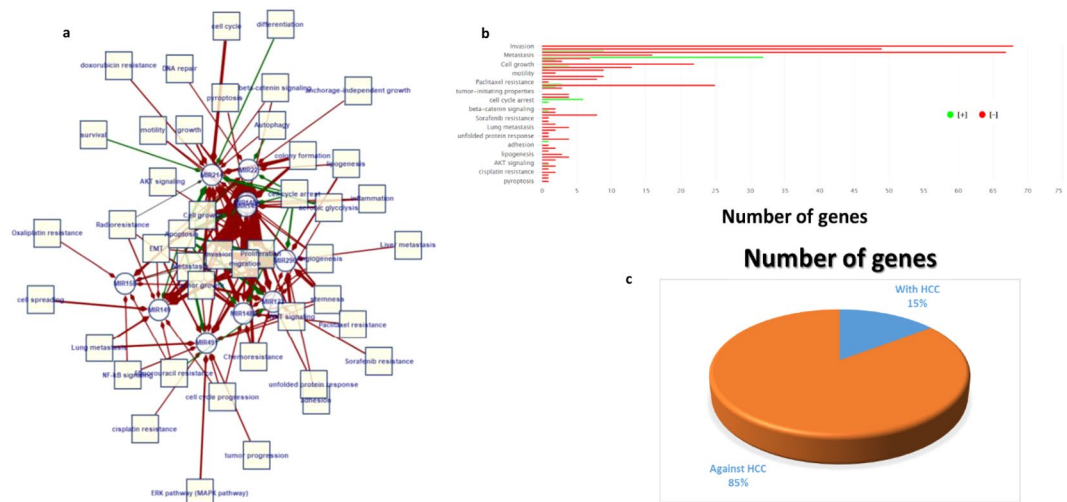 a
cell cycle
differentiation
doxorubicin resistance
DNA repair
pyroptosis
beta-catenin signaling
anchorage-independent growth
survival
motility
growth
Autophagy
colony formation
lipogenesis
MIR22
AKT signaling
cell cycle arrest
aerobic glycolysis
inflammation
Radioresistance
Cell growth
Apoptosis
Oxaliplatin resistance
EMT
Invasion
Proliferation
migration
angiogenesis
Liver metastasis
Metastasis
tumor growth
MIR29
cell spreading
stemness
Paclitaxel resistance
Lung metastasis
NF-kB signaling
Chemoresistance
Sorafenib resistance
unfolded protein response
adhesion
cell cycle progression
cisplatin resistance
tumor progression
ERK pathway (MAPK pathway)
b
Invasion
Metastasis
Cell growth
motility
Paclitaxel resistance
tumor-initiating properties
cell cycle arrest
beta-catenin signaling
Sorafenib resistance
Lung metastasis
unfolded protein response
adhesion
lipogenesis
AKT signaling
cisplatin resistance
pyroptosis
[+] [-]
0 5 10 15 20 25 30 35 40 45 50 55 60 65 70 75
Number of genes
c
Number of genes
With HCC
15%
Against HCC
85%